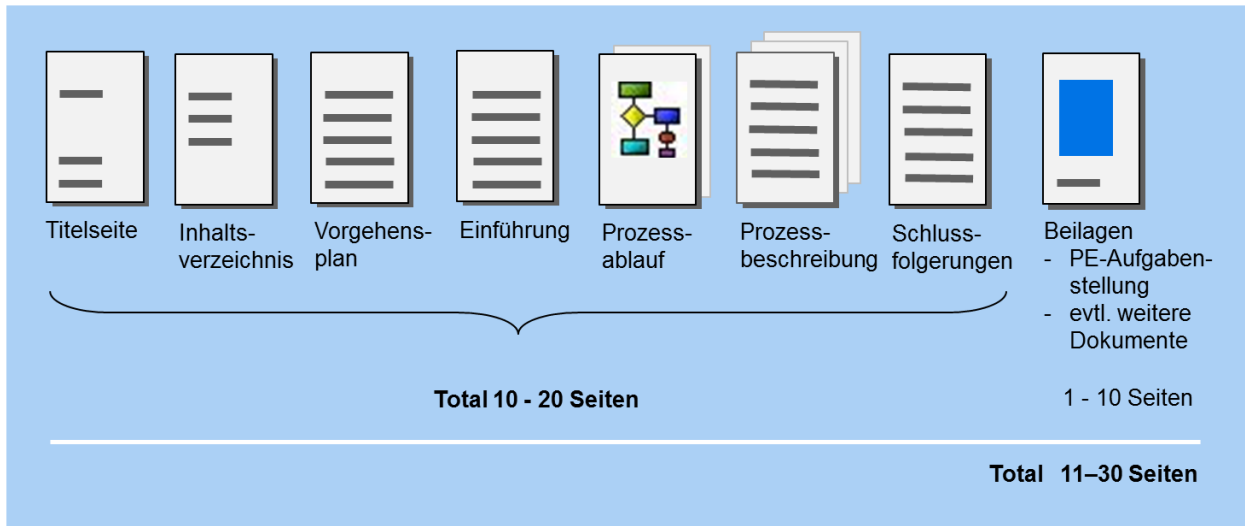 Titelseite
Inhalts-
verzeichnis
Vorgehens-
plan
Einführung
Prozess-
ablauf
Prozess-
beschreibung
Schluss-
folgerungen
Beilagen
- PE-Aufgaben-
stellung
- evtl. weitere
Dokumente
Total 10 - 20 Seiten
1 - 10 Seiten
Total 11–30 Seiten